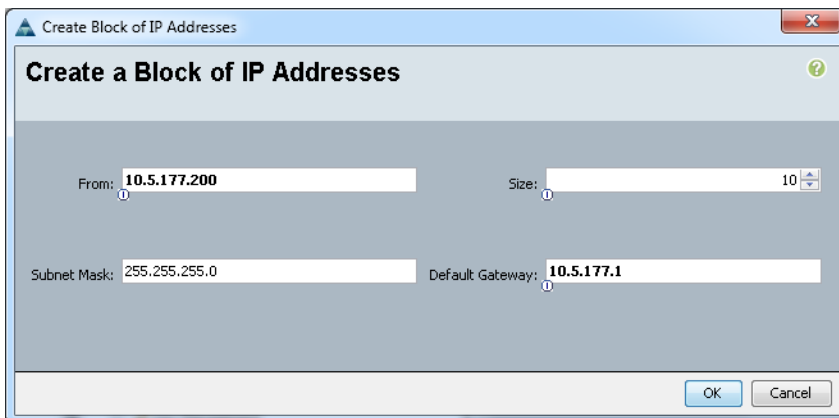 Create Block of IP Addresses
Create a Block of IP Addresses
From: 10.5.177.200 Size: 10
Subnet Mask: 255.255.255.0 Default Gateway: 10.5.177.1
OK Cancel